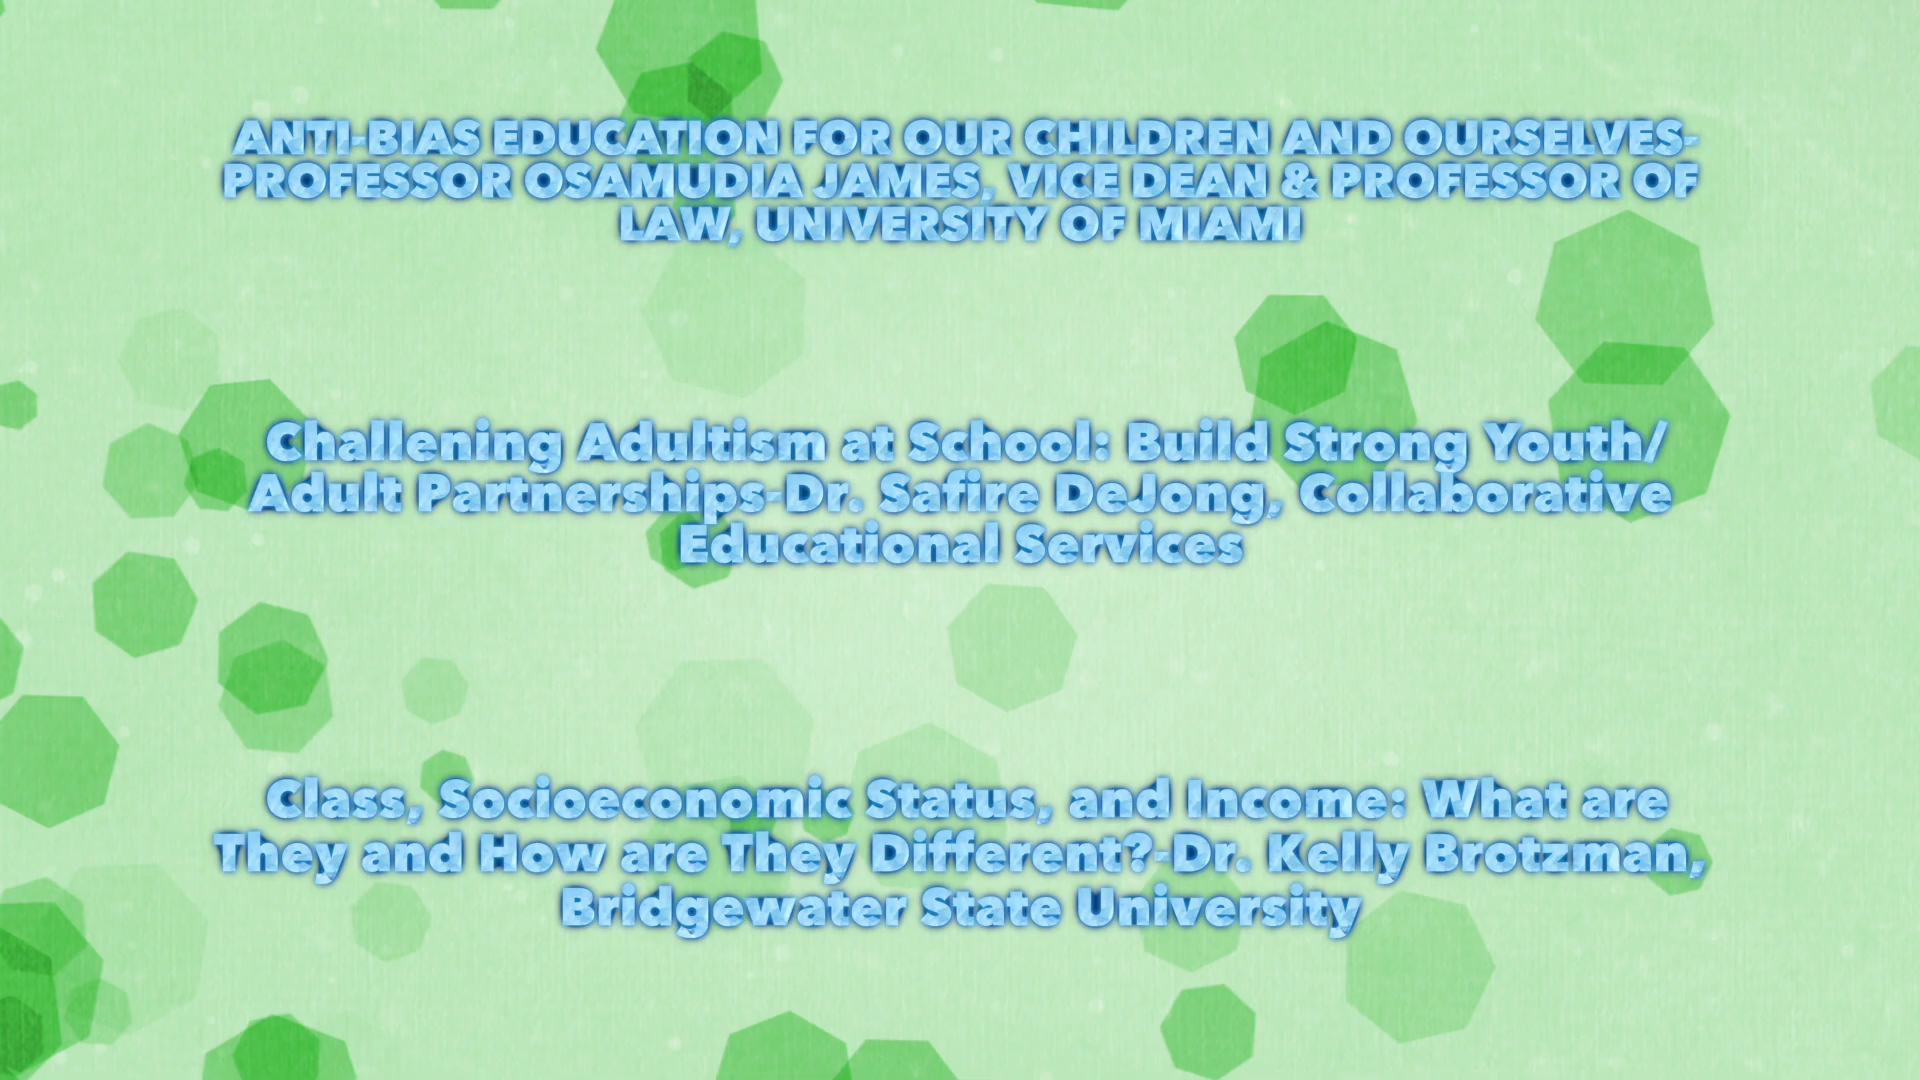 ANTI-BIAS EDUCATION FOR OUR CHILDREN AND OURSELVES-
PROFESSOR OSAMUDIA JAMES, VICE DEAN & PROFESSOR OF
LAW, UNIVERSITY OF MIAMI
Challening Adultism at School: Build Strong Youth/
Adult Partnerships-Dr. Safire DeJong, Collaborative
Educational Services
Class, Socioeconomic Status, and Income: What are
They and How are They Different?-Dr. Kelly Brotzman,
Bridgewater State University